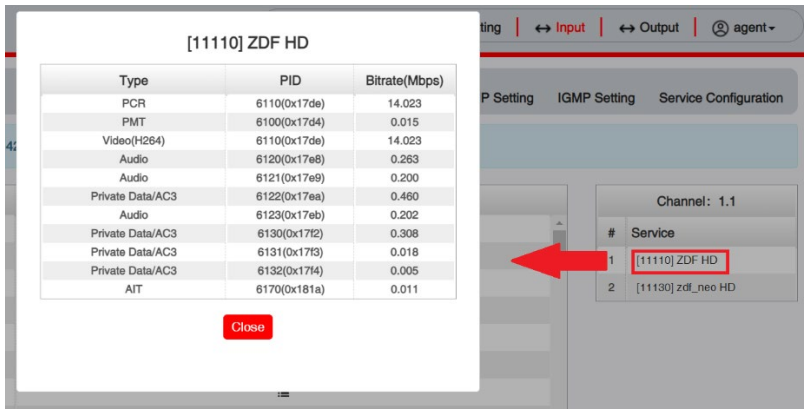 ting | Input | Output | agent
[11110] ZDF HD
Type PID Bitrate(Mbps)
P Setting IGMP Setting Service Configuration
PCR 6110(0x17de) 14.023
PMT 6100(0x17d4) 0.015
Video(H264) 6110(0x17de) 14.023
42
Audio 6120(0x17e8) 0.263
Audio 6121(0x17e9) 0.200
Private Data/AC3 6122(0x17ea) 0.460
Audio 6123(0x17eb) 0.202
Private Data/AC3 6130(0x17f2) 0.308
Private Data/AC3 6131(0x17f3) 0.018
Private Data/AC3 6132(0x17f4) 0.005
AIT 6170(0x181a) 0.011
Close
Channel: 1.1
# Service
1 [11110] ZDF HD
2 [11130] zdf_neo HD